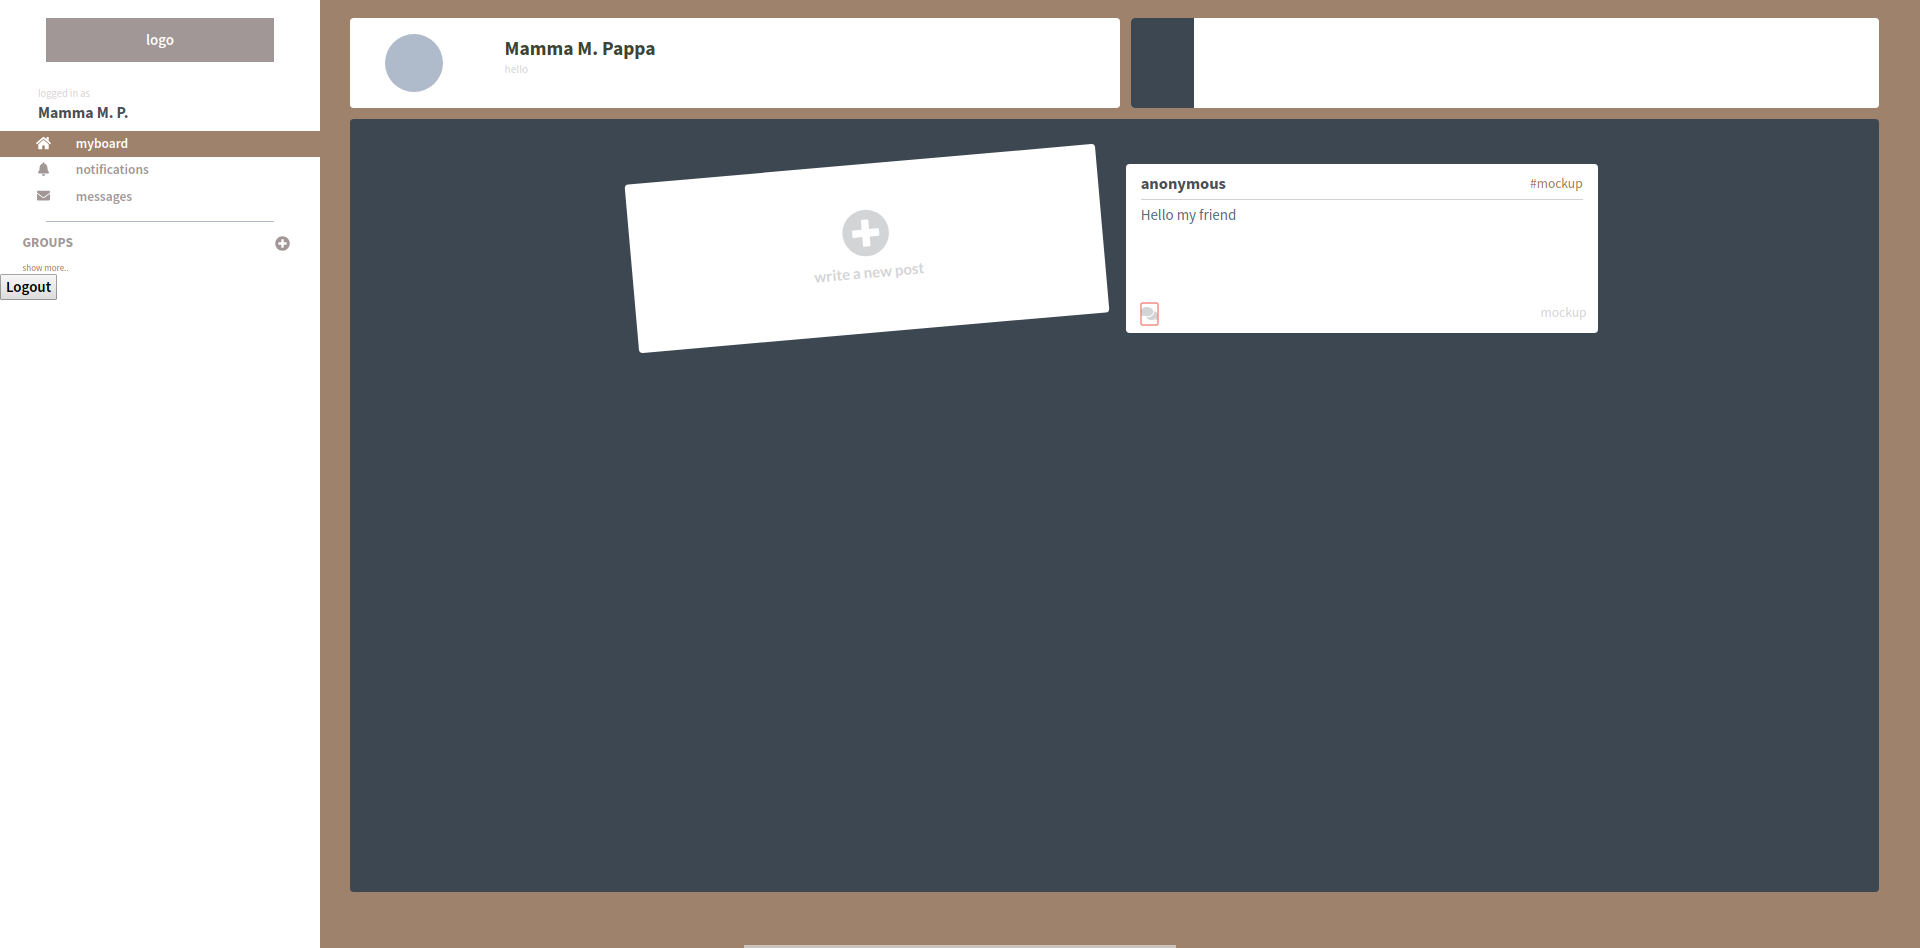 logo
logged in as
Mamma M. P.
myboard
notifications
messages
GROUPS
show more..
Logout
Mamma M. Pappa
hello
write a new post
anonymous
#mockup
Hello my friend
mockup